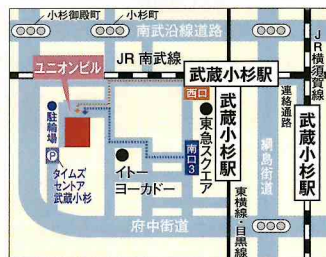 小杉御殿町
小杉町
南武沿線道路
JR 南武線
ユニオンビル
武蔵小杉駅
西口
東急スクエア
武蔵小杉駅
連絡通路
JR横須賀線
武蔵小杉駅
綱島街道
駐輪場
P
タイムズ
セントア
武蔵小杉
イトー
ヨーカドー
南口3
東横線・目黒線
府中街道